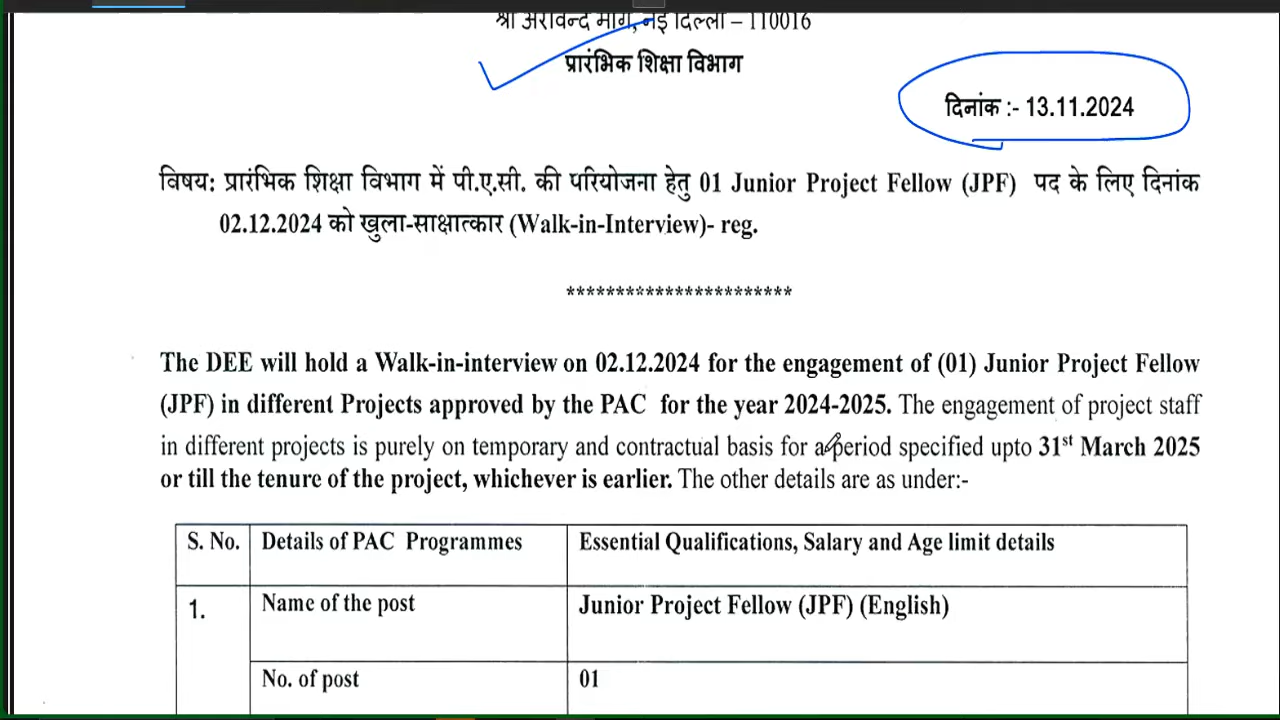 श्री अरविन्द मार्ग, नई दिल्ली – 110016
प्रारंभिक शिक्षा विभाग
दिनांक :- 13.11.2024
विषय: प्रारंभिक शिक्षा विभाग में पी.ए.सी. की परियोजना हेतु 01 Junior Project Fellow (JPF) पद के लिए दिनांक
02.12.2024 को खुला-साक्षात्कार (Walk-in-Interview)- reg.
***********************
The DEE will hold a Walk-in-interview on 02.12.2024 for the engagement of (01) Junior Project Fellow
(JPF) in different Projects approved by the PAC for the year 2024-2025. The engagement of project staff
in different projects is purely on temporary and contractual basis for a period specified upto 31st March 2025
or till the tenure of the project, whichever is earlier. The other details are as under:-
S. No. Details of PAC Programmes Essential Qualifications, Salary and Age limit details
1. Name of the post Junior Project Fellow (JPF) (English)
No. of post 01